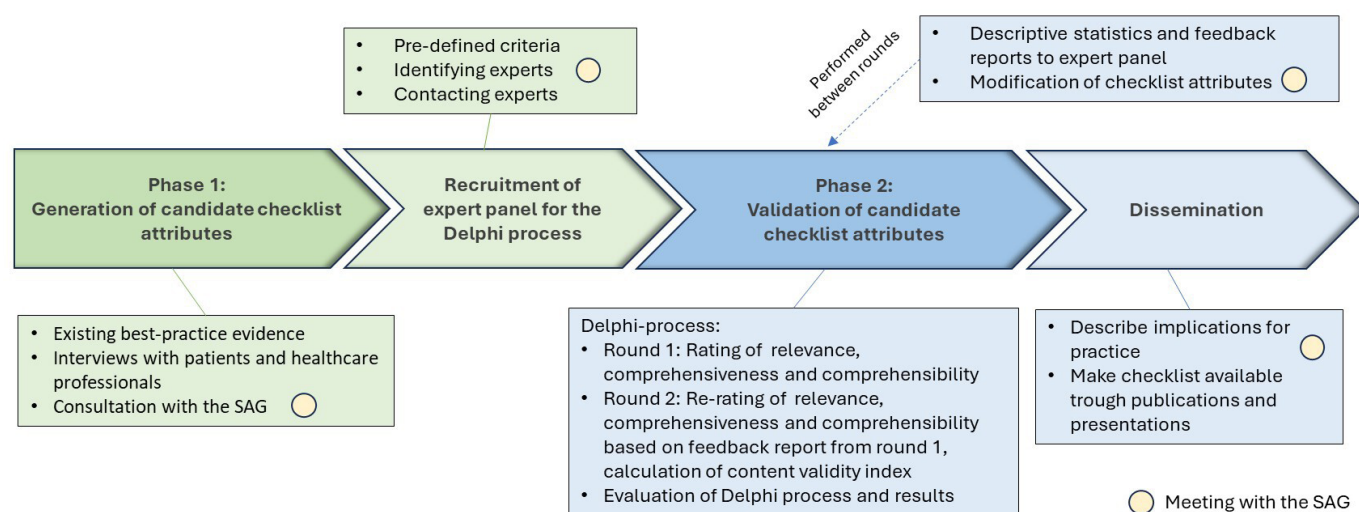 • Pre-defined criteria
• Identifying experts
• Contacting experts
Performed
between rounds
• Descriptive statistics and feedback
reports to expert panel
• Modification of checklist attributes
Phase 1:
Generation of candidate checklist
attributes
Recruitment of
expert panel for the
Delphi process
Phase 2:
Validation of candidate
checklist attributes
Dissemination
• Existing best-practice evidence
• Interviews with patients and healthcare
professionals
• Consultation with the SAG
Delphi-process:
• Round 1: Rating of relevance,
comprehensiveness and comprehensibility
• Round 2: Re-rating of relevance,
comprehensiveness and comprehensibility
based on feedback report from round 1,
calculation of content validity index
• Evaluation of Delphi process and results
• Describe implications for
practice
• Make checklist available
trough publications and
presentations
Meeting with the SAG